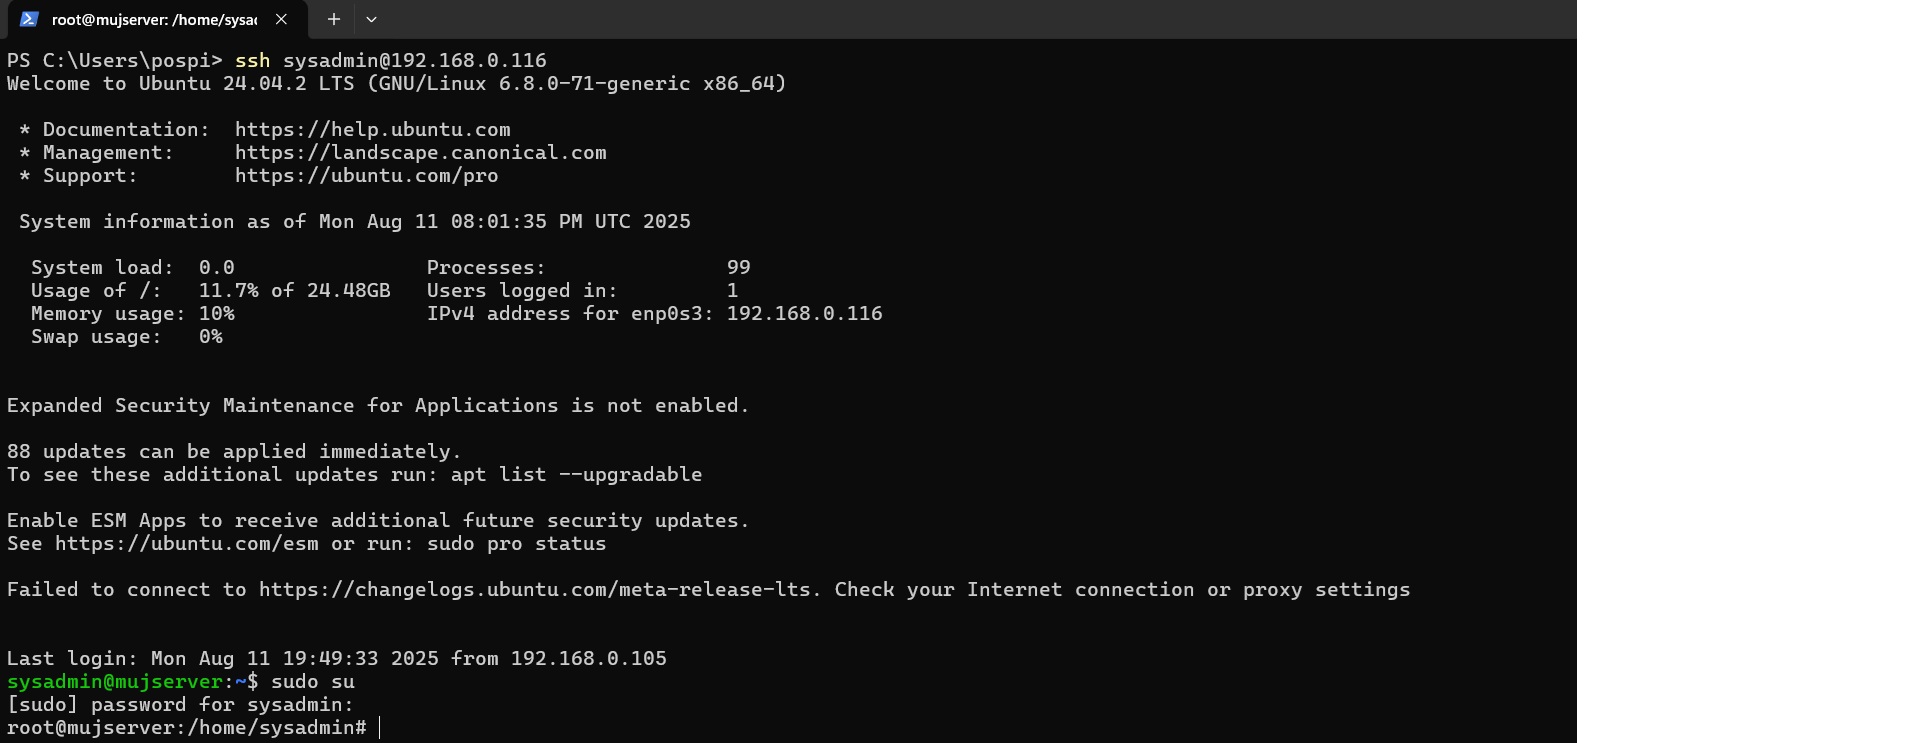 root@mujserver: /home/sysa
PS C:\Users\pospi> ssh sysadmin@192.168.0.116
Welcome to Ubuntu 24.04.2 LTS (GNU/Linux 6.8.0-71-generic x86_64)
* Documentation:  https://help.ubuntu.com
* Management:     https://landscape.canonical.com
* Support:        https://ubuntu.com/pro
System information as of Mon Aug 11 08:01:35 PM UTC 2025
System load:  0.0                Processes:               99
Usage of /:   11.7% of 24.48GB   Users logged in:         1
Memory usage: 10%                IPv4 address for enp0s3: 192.168.0.116
Swap usage:   0%
Expanded Security Maintenance for Applications is not enabled.
88 updates can be applied immediately.
To see these additional updates run: apt list --upgradable
Enable ESM Apps to receive additional future security updates.
See https://ubuntu.com/esm or run: sudo pro status
Failed to connect to https://changelogs.ubuntu.com/meta-release-lts. Check your Internet connection or proxy settings
Last login: Mon Aug 11 19:49:33 2025 from 192.168.0.105
sysadmin@mujserver:~$ sudo su
[sudo] password for sysadmin:
root@mujserver:/home/sysadmin#